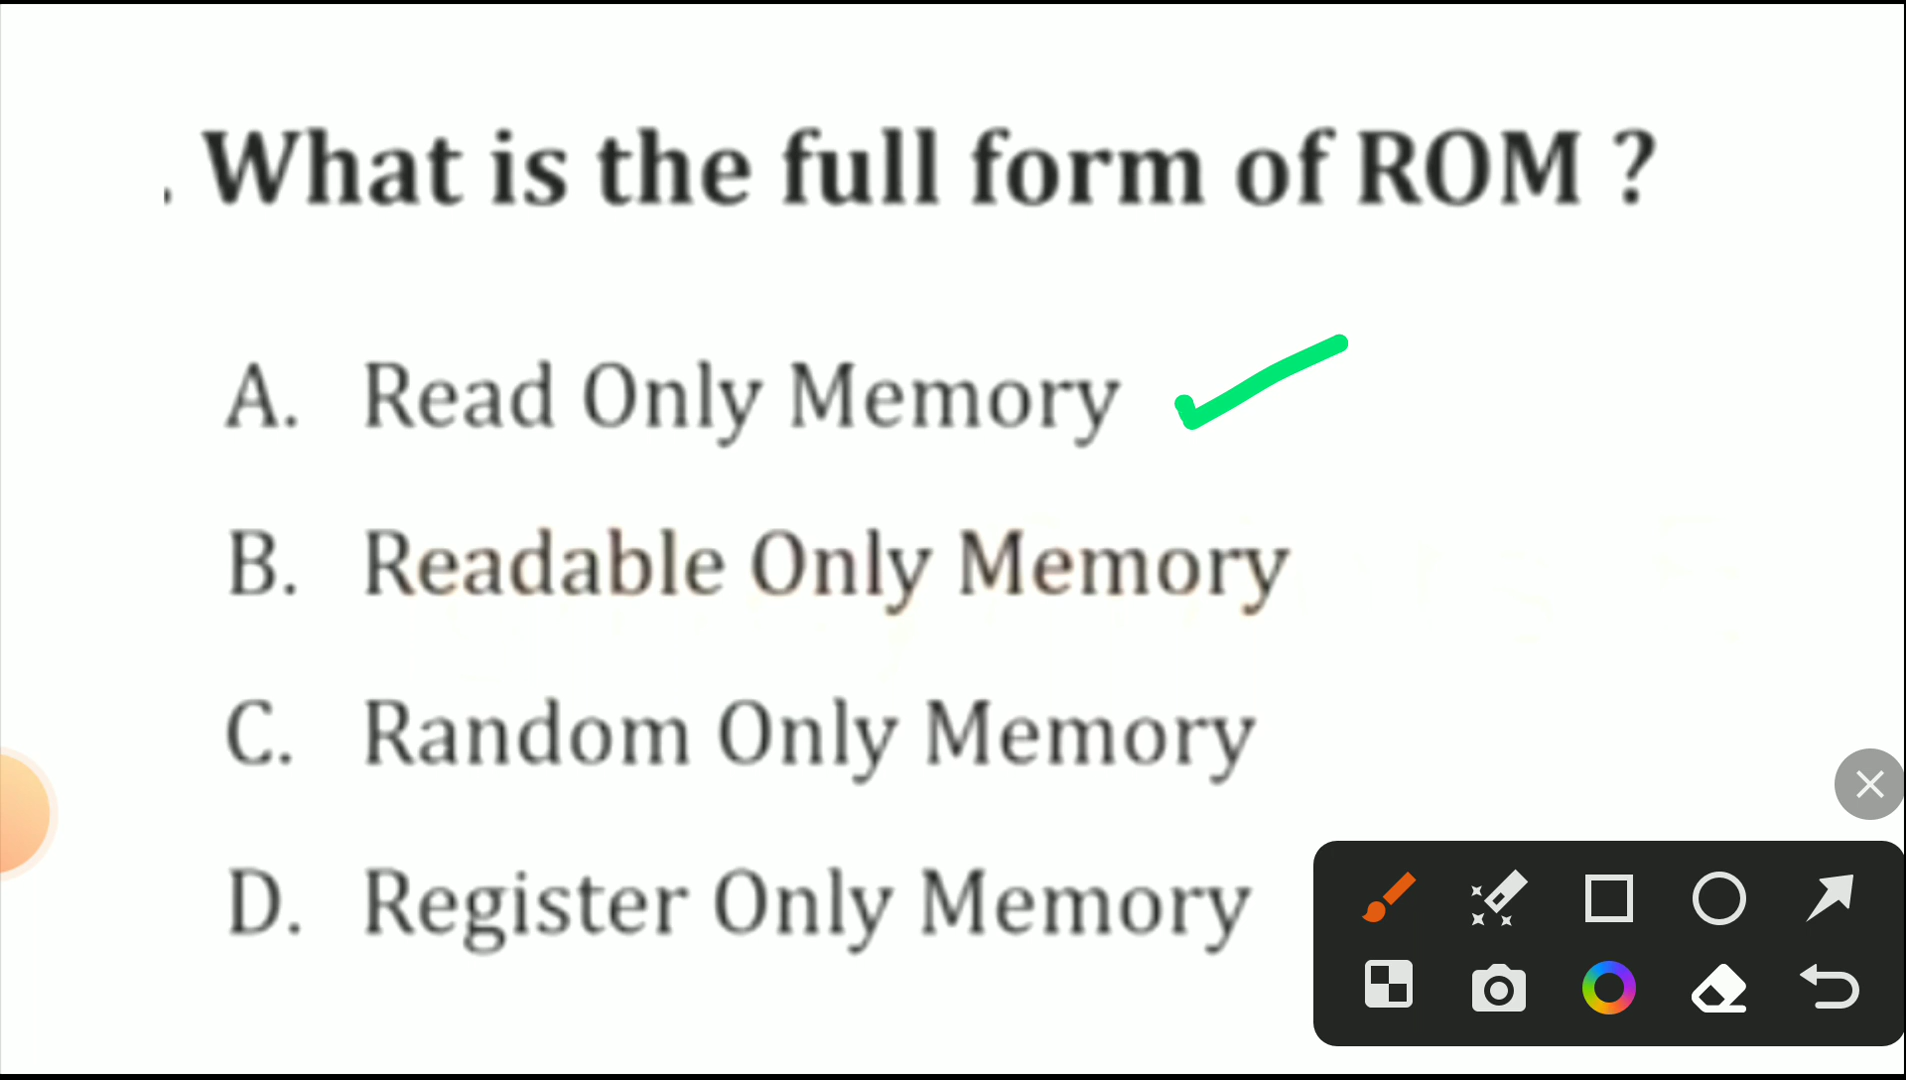 . What is the full form of ROM ?
A. Read Only Memory
B. Readable Only Memory
C. Random Only Memory
D. Register Only Memory